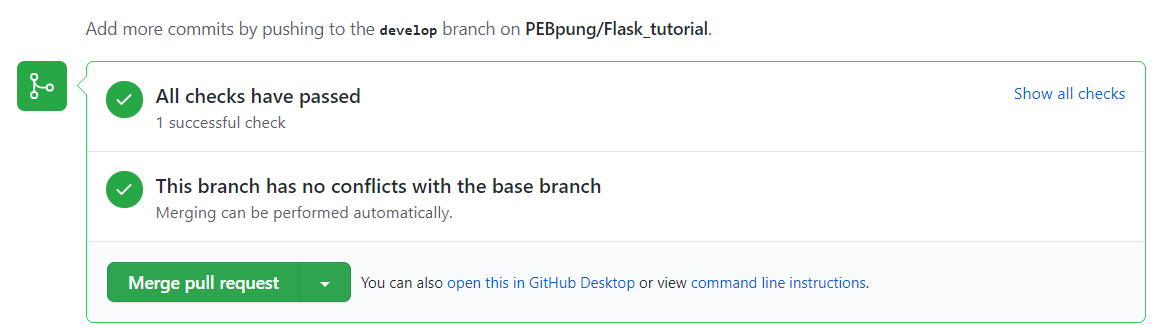 Add more commits by pushing to the develop branch on PEBpung/Flask_tutorial.
All checks have passed
Show all checks
1 successful check
This branch has no conflicts with the base branch
Merging can be performed automatically.
Merge pull request
You can also open this in GitHub Desktop or view command line instructions.